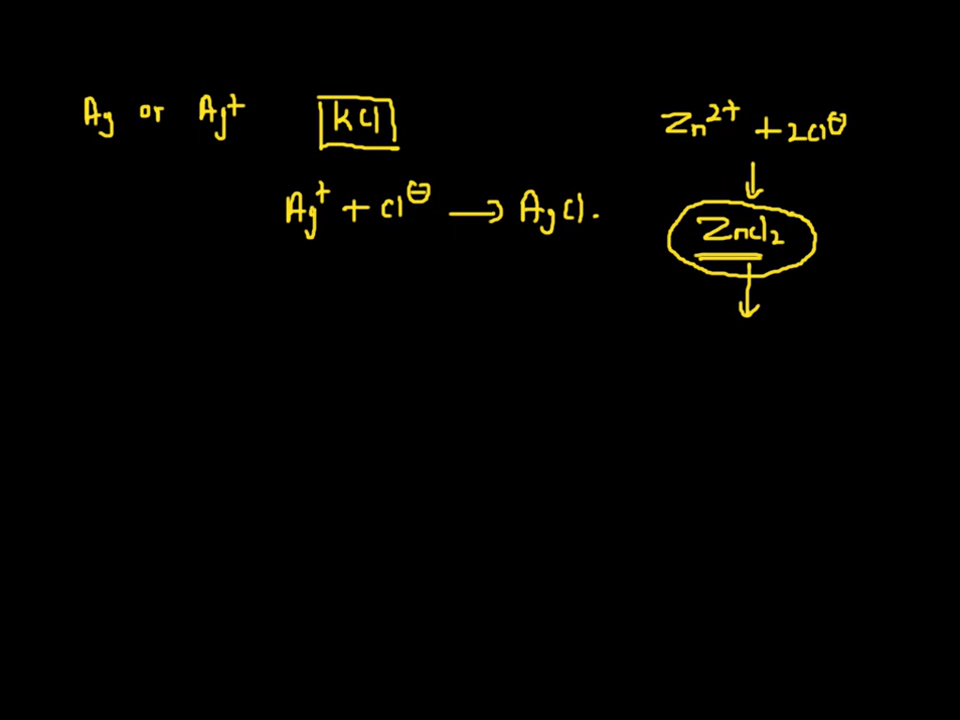 Ag or Ag⁺ KCl Zn²⁺ + 2Cl⊖
↓
Ag⁺ + Cl⊖ → AgCl. ZnCl₂
↓